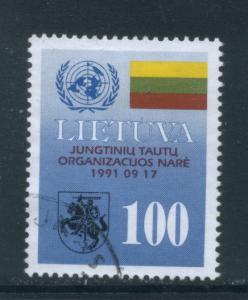 LIETUVA
JUNGTINIŲ TAUTŲ
ORGANIZACIJOS NARĖ
1991 09 17
100